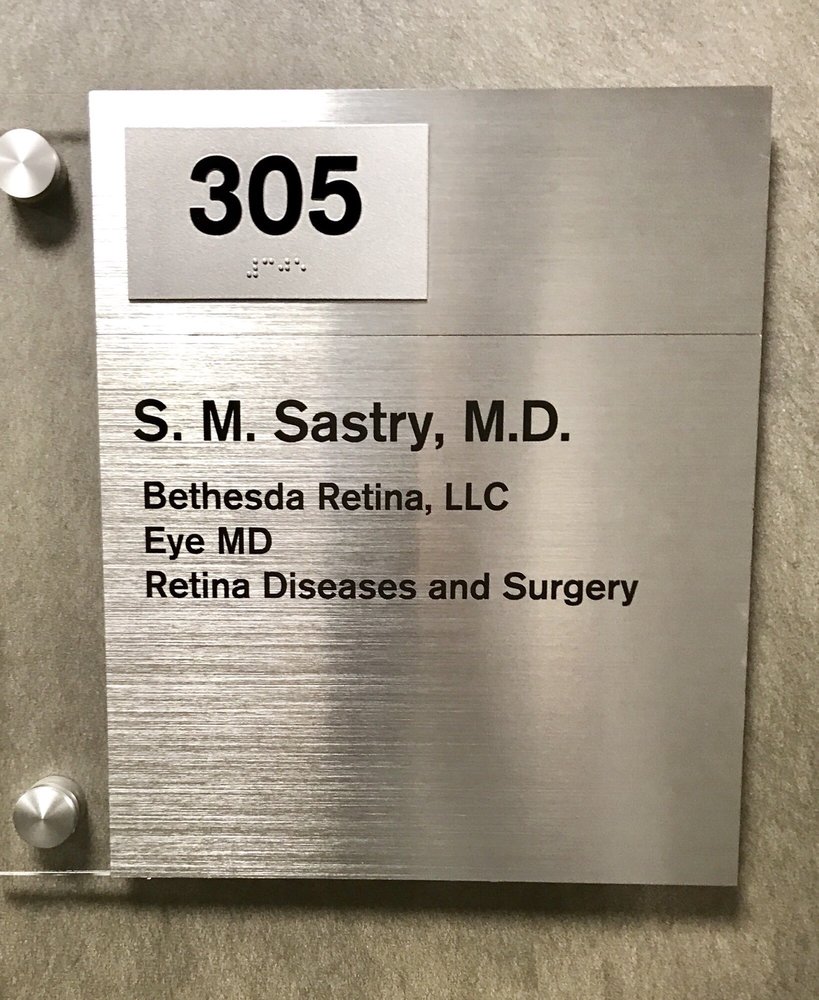 305
⠼⠉⠚⠑
S. M. Sastry, M.D.
Bethesda Retina, LLC
Eye MD
Retina Diseases and Surgery